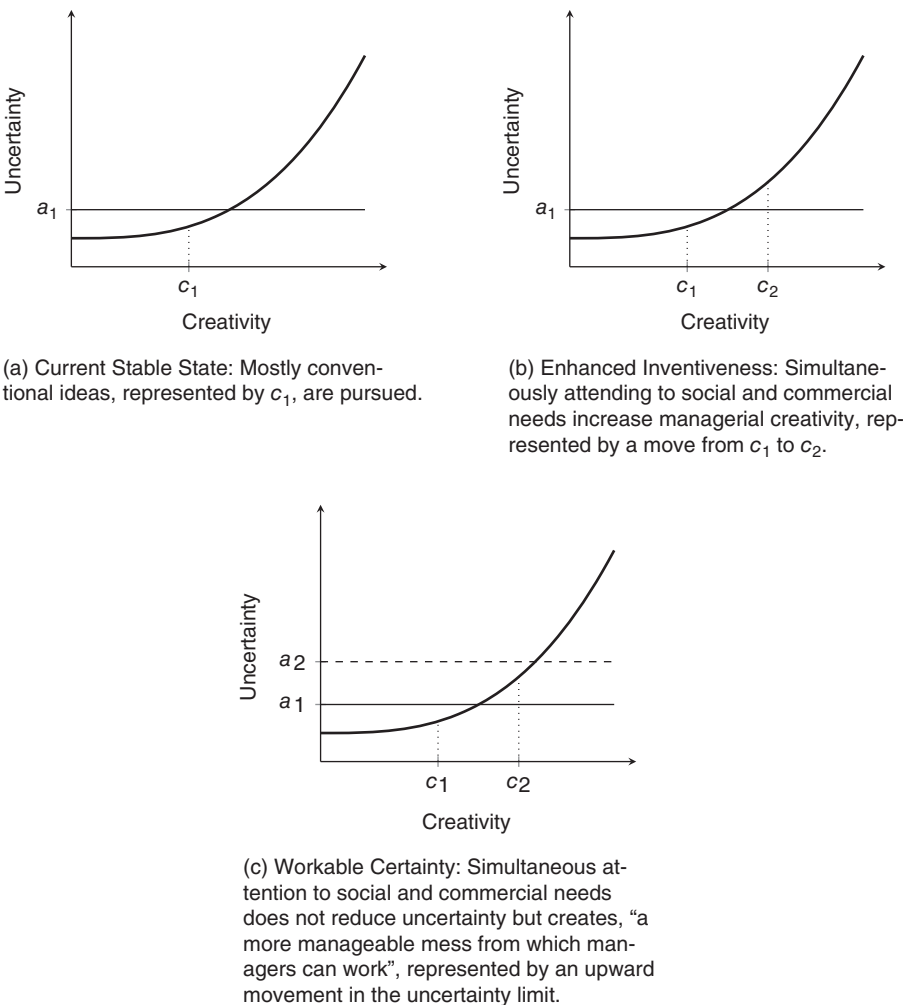 Uncertainty
a1
c1
Creativity
(a) Current Stable State: Mostly conven-
tional ideas, represented by c1, are pursued.
Uncertainty
a1
c1 c2
Creativity
(b) Enhanced Inventiveness: Simultane-
ously attending to social and commercial
needs increase managerial creativity, rep-
resented by a move from c1 to c2.
Uncertainty
a2
a1
c1 c2
Creativity
(c) Workable Certainty: Simultaneous at-
tention to social and commercial needs
does not reduce uncertainty but creates, “a
more manageable mess from which man-
agers can work”, represented by an upward
movement in the uncertainty limit.